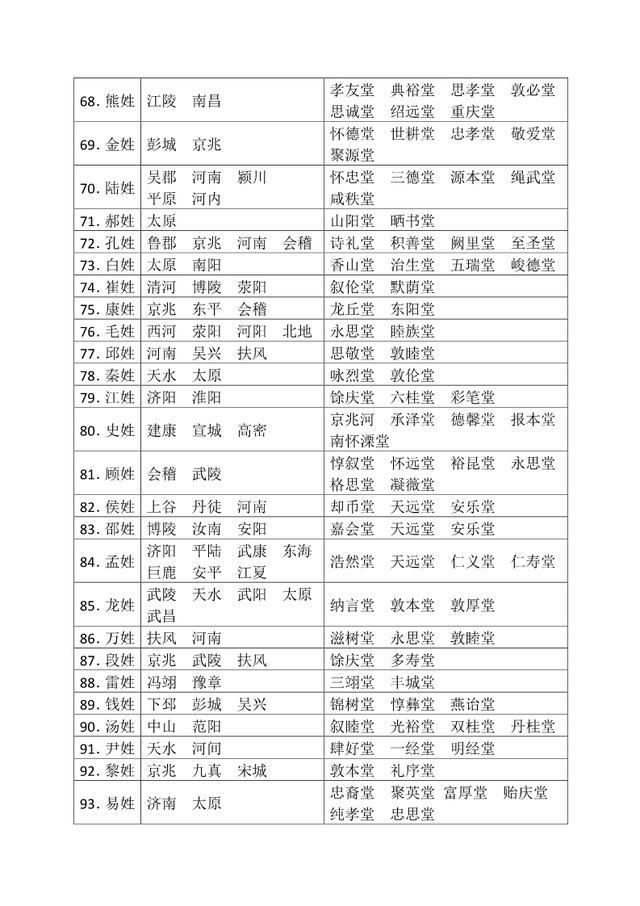 68. 熊姓 江陵 南昌 孝友堂 典裕堂 思孝堂 敦必堂
思诚堂 绍远堂 重庆堂
69. 金姓 彭城 京兆 怀德堂 世耕堂 忠孝堂 敬爱堂
聚源堂
70. 陆姓 吴郡 河南 颍川 怀忠堂 三德堂 源本堂 绳武堂
平原 河内 咸秩堂
71. 郝姓 太原 山阳堂 晒书堂
72. 孔姓 鲁郡 京兆 河南 会稽 诗礼堂 积善堂 阙里堂 至圣堂
73. 白姓 太原 南阳 香山堂 治生堂 五瑞堂 峻德堂
74. 崔姓 清河 博陵 荥阳 叙伦堂 默荫堂
75. 康姓 京兆 东平 会稽 龙丘堂 东阳堂
76. 毛姓 西河 荥阳 河阳 北地 永思堂 睦族堂
77. 邱姓 河南 吴兴 扶风 思敬堂 敦睦堂
78. 秦姓 天水 太原 咏烈堂 敦伦堂
79. 江姓 济阳 淮阳 馀庆堂 六桂堂 彩笔堂
80. 史姓 建康 宣城 高密 京兆河 承泽堂 德馨堂 报本堂
南怀溧堂
81. 顾姓 会稽 武陵 惇叙堂 怀远堂 裕昆堂 永思堂
格思堂 凝薇堂
82. 侯姓 上谷 丹徒 河南 却币堂 天远堂 安乐堂
83. 邵姓 博陵 汝南 安阳 嘉会堂 天远堂 安乐堂
84. 孟姓 济阳 平陆 武康 东海 浩然堂 天远堂 仁义堂 仁寿堂
巨鹿 安平 江夏
85. 龙姓 武陵 天水 武阳 太原 纳言堂 敦本堂 敦厚堂
武昌
86. 万姓 扶风 河南 滋树堂 永思堂 敦睦堂
87. 段姓 京兆 武陵 扶风 馀庆堂 多寿堂
88. 雷姓 冯翊 豫章 三翊堂 丰城堂
89. 钱姓 下邳 彭城 吴兴 锦树堂 惇彝堂 燕诒堂
90. 汤姓 中山 范阳 叙睦堂 光裕堂 双桂堂 丹桂堂
91. 尹姓 天水 河间 肆好堂 一经堂 明经堂
92. 黎姓 京兆 九真 宋城 敦本堂 礼序堂
93. 易姓 济南 太原 忠裔堂 聚英堂 富厚堂 贻庆堂
纯孝堂 忠思堂